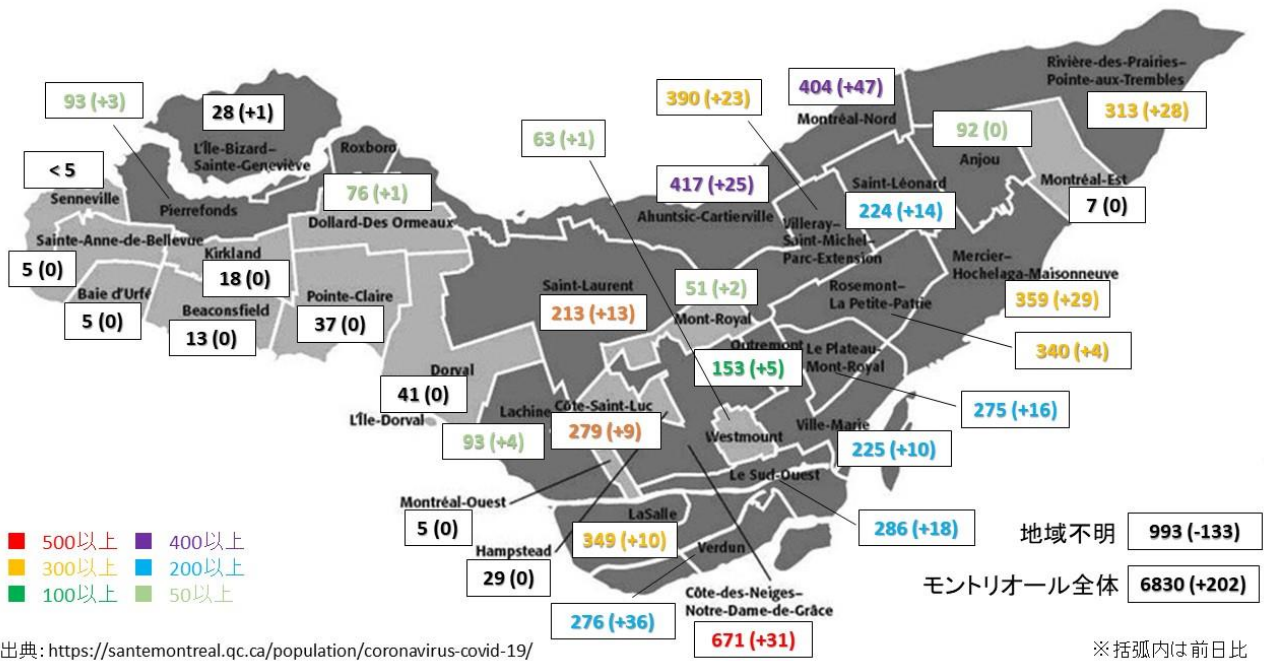 Rivière-des-Prairies–
Pointe-aux-Trembles
313 (+28)
404 (+47)
Montréal-Nord
390 (+23)
93 (+3)
28 (+1)
L'Île-Bizard–
Sainte-Geneviève
Roxboro
63 (+1)
92 (0)
Anjou
< 5
Senneville
Pierrefonds
76 (+1)
Dollard-Des Ormeaux
417 (+25)
Ahuntsic-Cartierville
Saint-Léonard
224 (+14)
Montréal-Est
7 (0)
Villeray–
Saint-Michel–
Parc-Extension
Sainte-Anne-de-Bellevue
5 (0)
Kirkland
18 (0)
Baie d'Urfé
5 (0)
Beaconsfield
13 (0)
Pointe-Claire
37 (0)
Saint-Laurent
213 (+13)
51 (+2)
Mont-Royal
Mercier–
Hochelaga-Maisonneuve
359 (+29)
Rosemont–
La Petite-Patrie
340 (+4)
Outremont
153 (+5)
Le Plateau-
Mont-Royal
275 (+16)
Dorval
41 (0)
L'Île-Dorval
Lachine
93 (+4)
Côte-Saint-Luc
279 (+9)
Westmount
Ville-Marie
225 (+10)
Le Sud-Ouest
286 (+18)
Montréal-Ouest
5 (0)
Hampstead
29 (0)
LaSalle
349 (+10)
Verdun
276 (+36)
Côte-des-Neiges–
Notre-Dame-de-Grâce
671 (+31)
500以上 400以上
300以上 200以上
100以上 50以上
地域不明 993 (-133)
モントリオール全体 6830 (+202)
出典: https://santemontreal.qc.ca/population/coronavirus-covid-19/
※括弧内は前日比